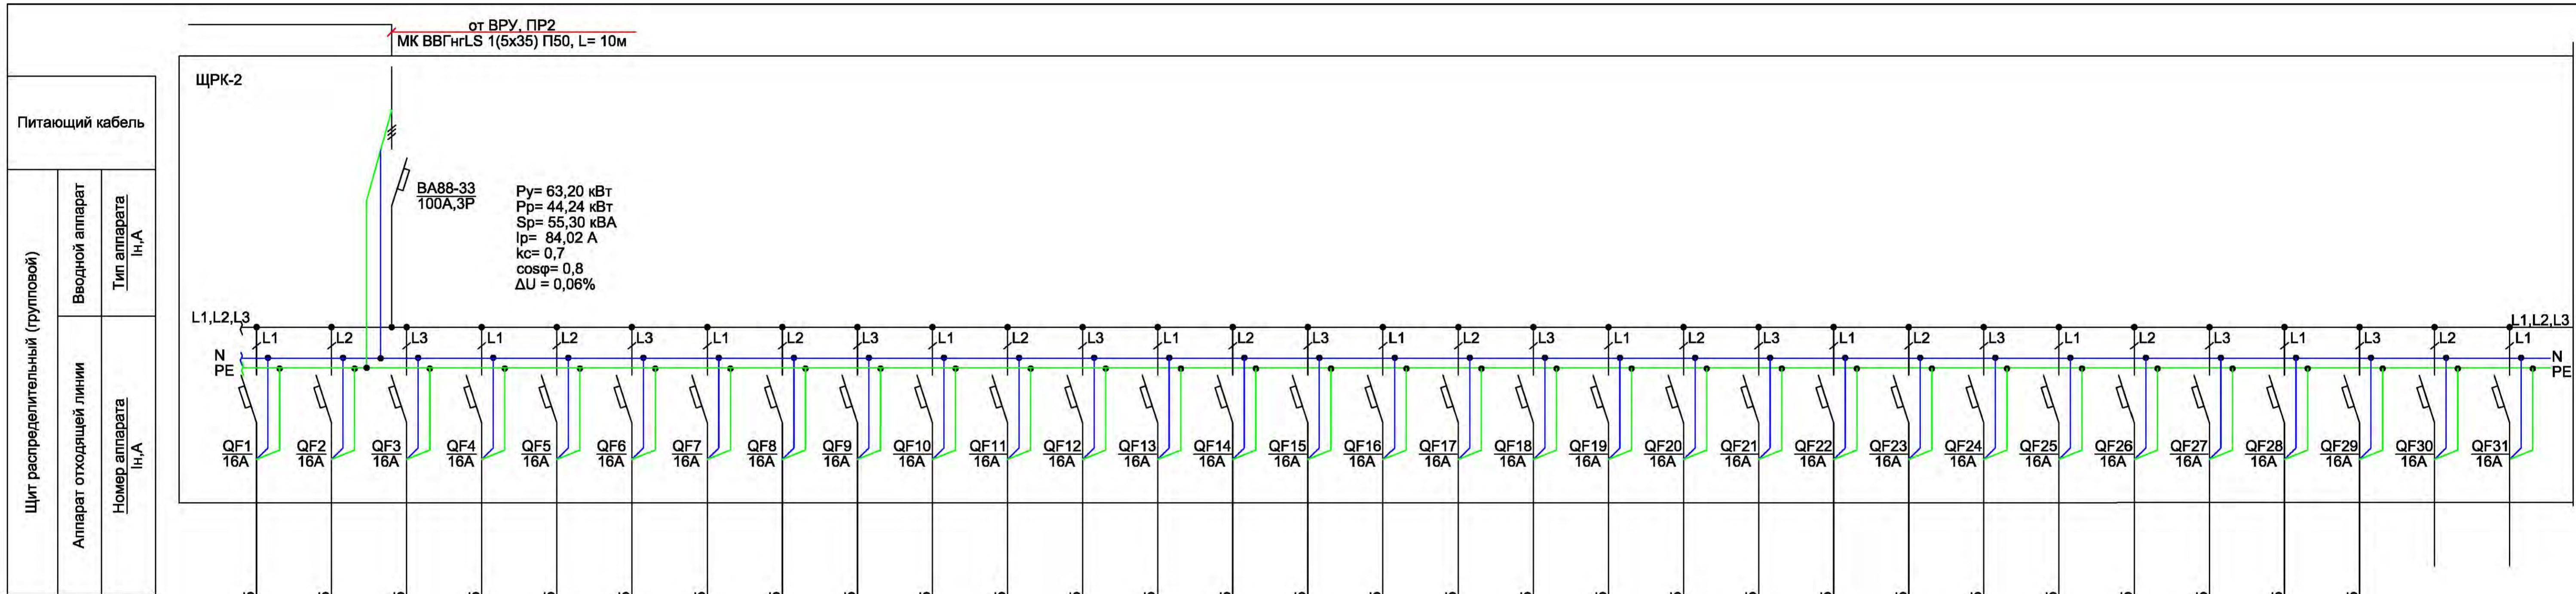 от ВРУ, ПР2
МК ВВГнгLS 1(5х35) П50, L= 10м
ЩРК-2
Питающий кабель
Щит распределительный (групповой)
Вводной аппарат
Тип аппарата
Iн,А
Аппарат отходящей линии
Номер аппарата
Iн,А
ВА88-33
100А,3Р
Ру= 63,20 кВт
Рр= 44,24 кВт
Sр= 55,30 кВА
Iр= 84,02 А
kc= 0,7
cosφ= 0,8
ΔU = 0,06%
L1,L2,L3
L1,L2,L3
L1 L2 L3 L1 L2 L3 L1 L2 L3 L1 L2 L3 L1 L2 L3 L1 L2 L3 L1 L2 L3 L1 L2 L3 L1 L2 L3 L1 L3 L2 L1
N
N
PE
PE
QF1 QF2 QF3 QF4 QF5 QF6 QF7 QF8 QF9 QF10 QF11 QF12 QF13 QF14 QF15 QF16 QF17 QF18 QF19 QF20 QF21 QF22 QF23 QF24 QF25 QF26 QF27 QF28 QF29 QF30 QF31
16А 16А 16А 16А 16А 16А 16А 16А 16А 16А 16А 16А 16А 16А 16А 16А 16А 16А 16А 16А 16А 16А 16А 16А 16А 16А 16А 16А 16А 16А 16А